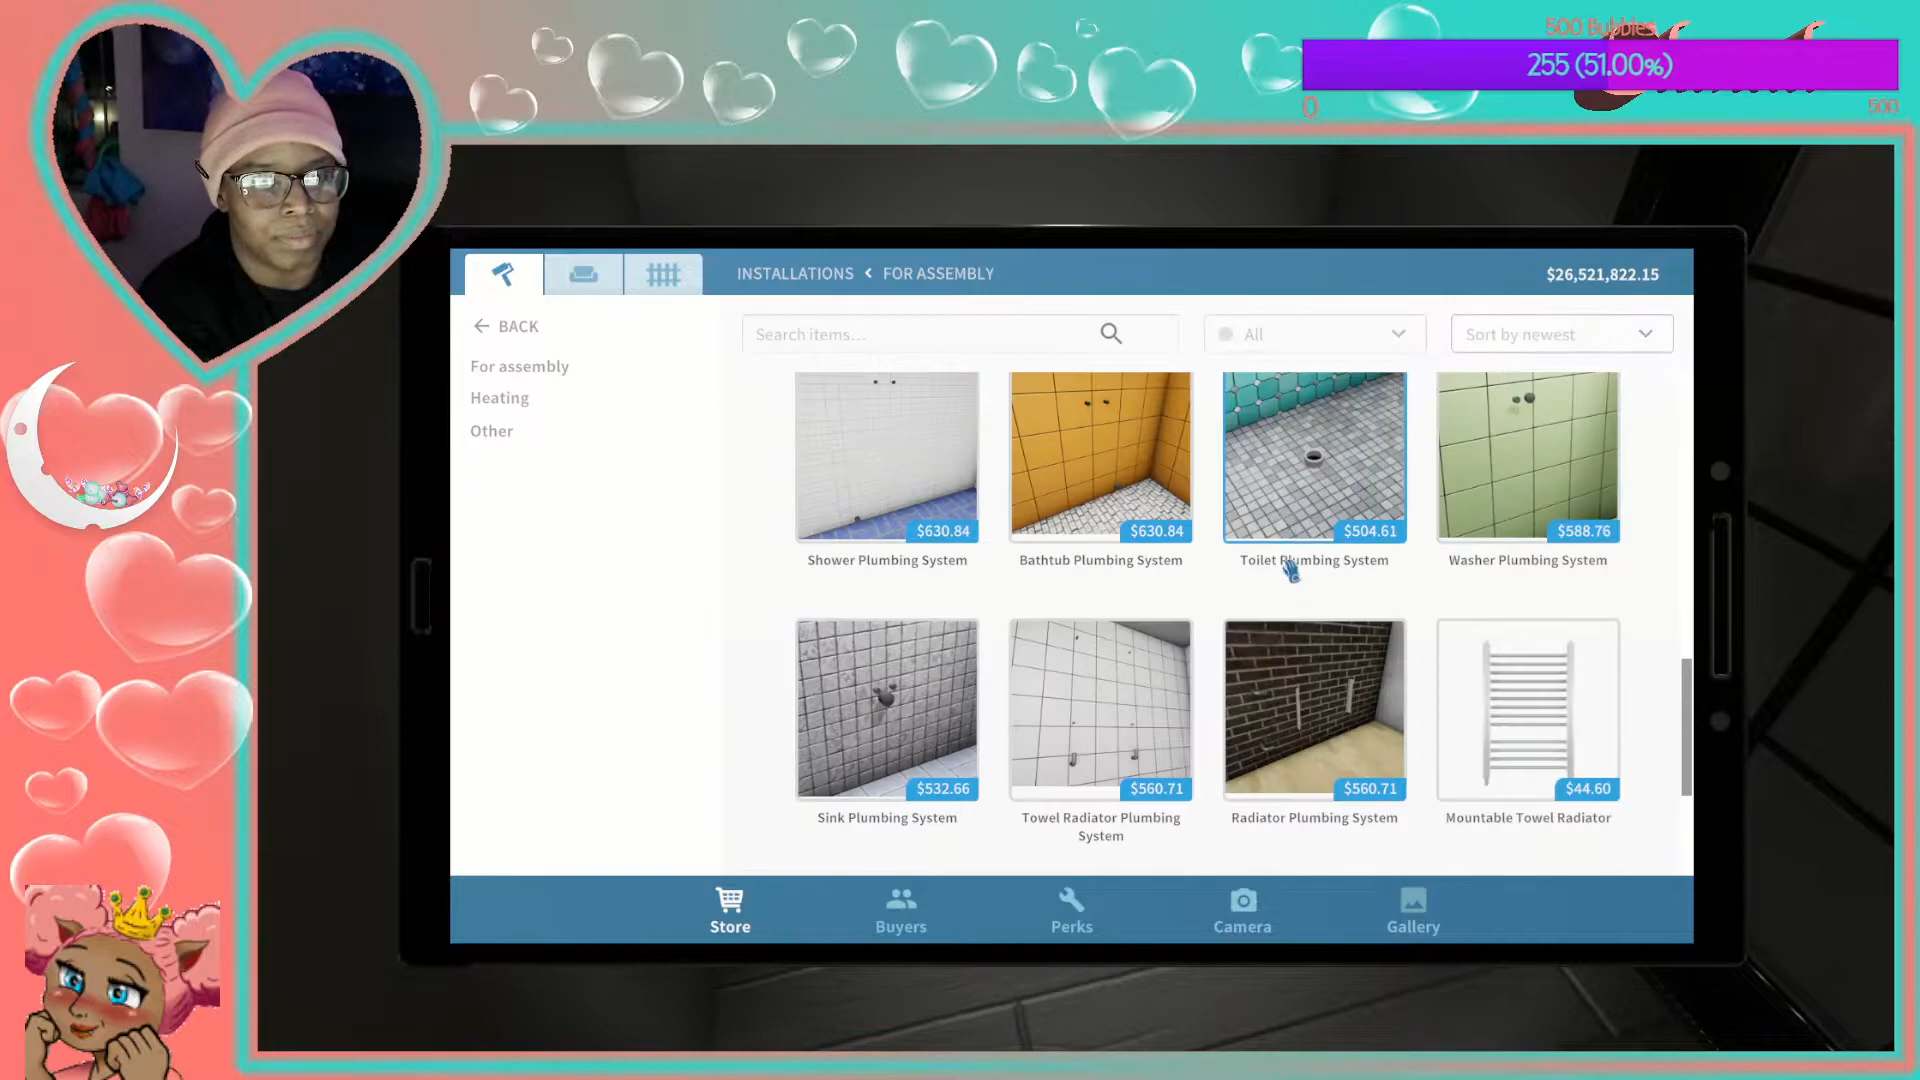 500 Bubbles
255 (51.00%)
0
500
INSTALLATIONS < FOR ASSEMBLY
$26,521,822.15
BACK
For assembly
Heating
Other
Search items...
All
Sort by newest
$630.84
$630.84
$504.61
$588.76
Shower Plumbing System
Bathtub Plumbing System
Toilet Plumbing System
Washer Plumbing System
$532.66
$560.71
$560.71
$44.60
Sink Plumbing System
Towel Radiator Plumbing
System
Radiator Plumbing System
Mountable Towel Radiator
Store
Buyers
Perks
Camera
Gallery